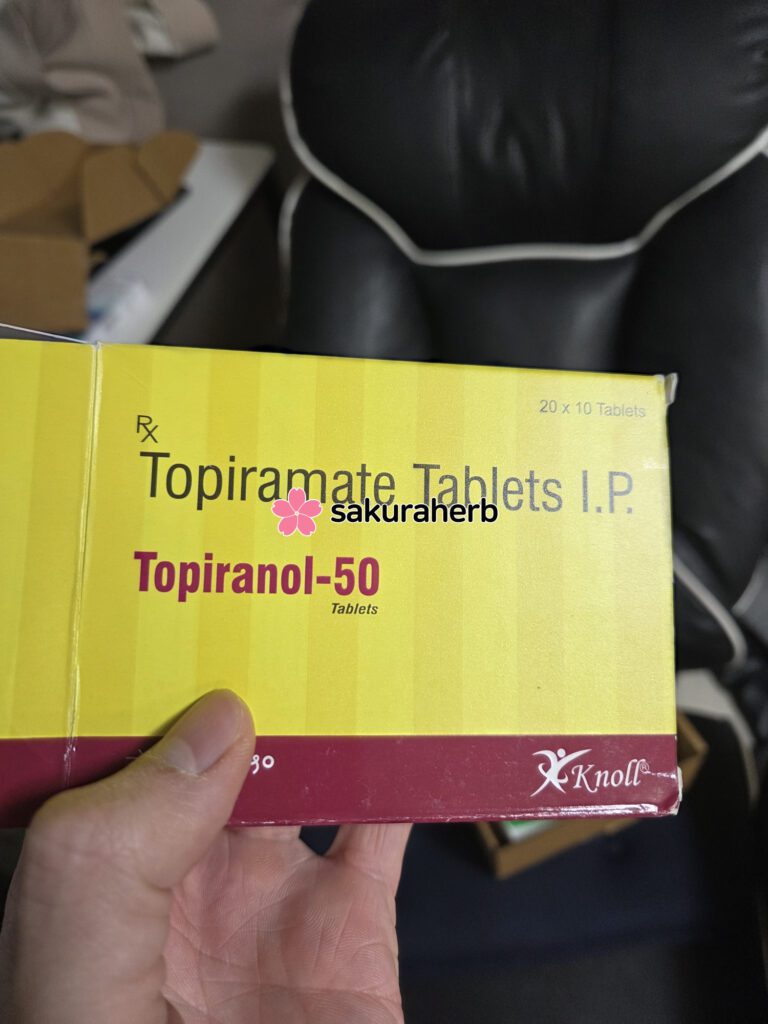 20 x 10 Tablets
Rx
Topiramate Tablets I.P.
sakuraherb
Topiranol-50
Tablets
Knoll®